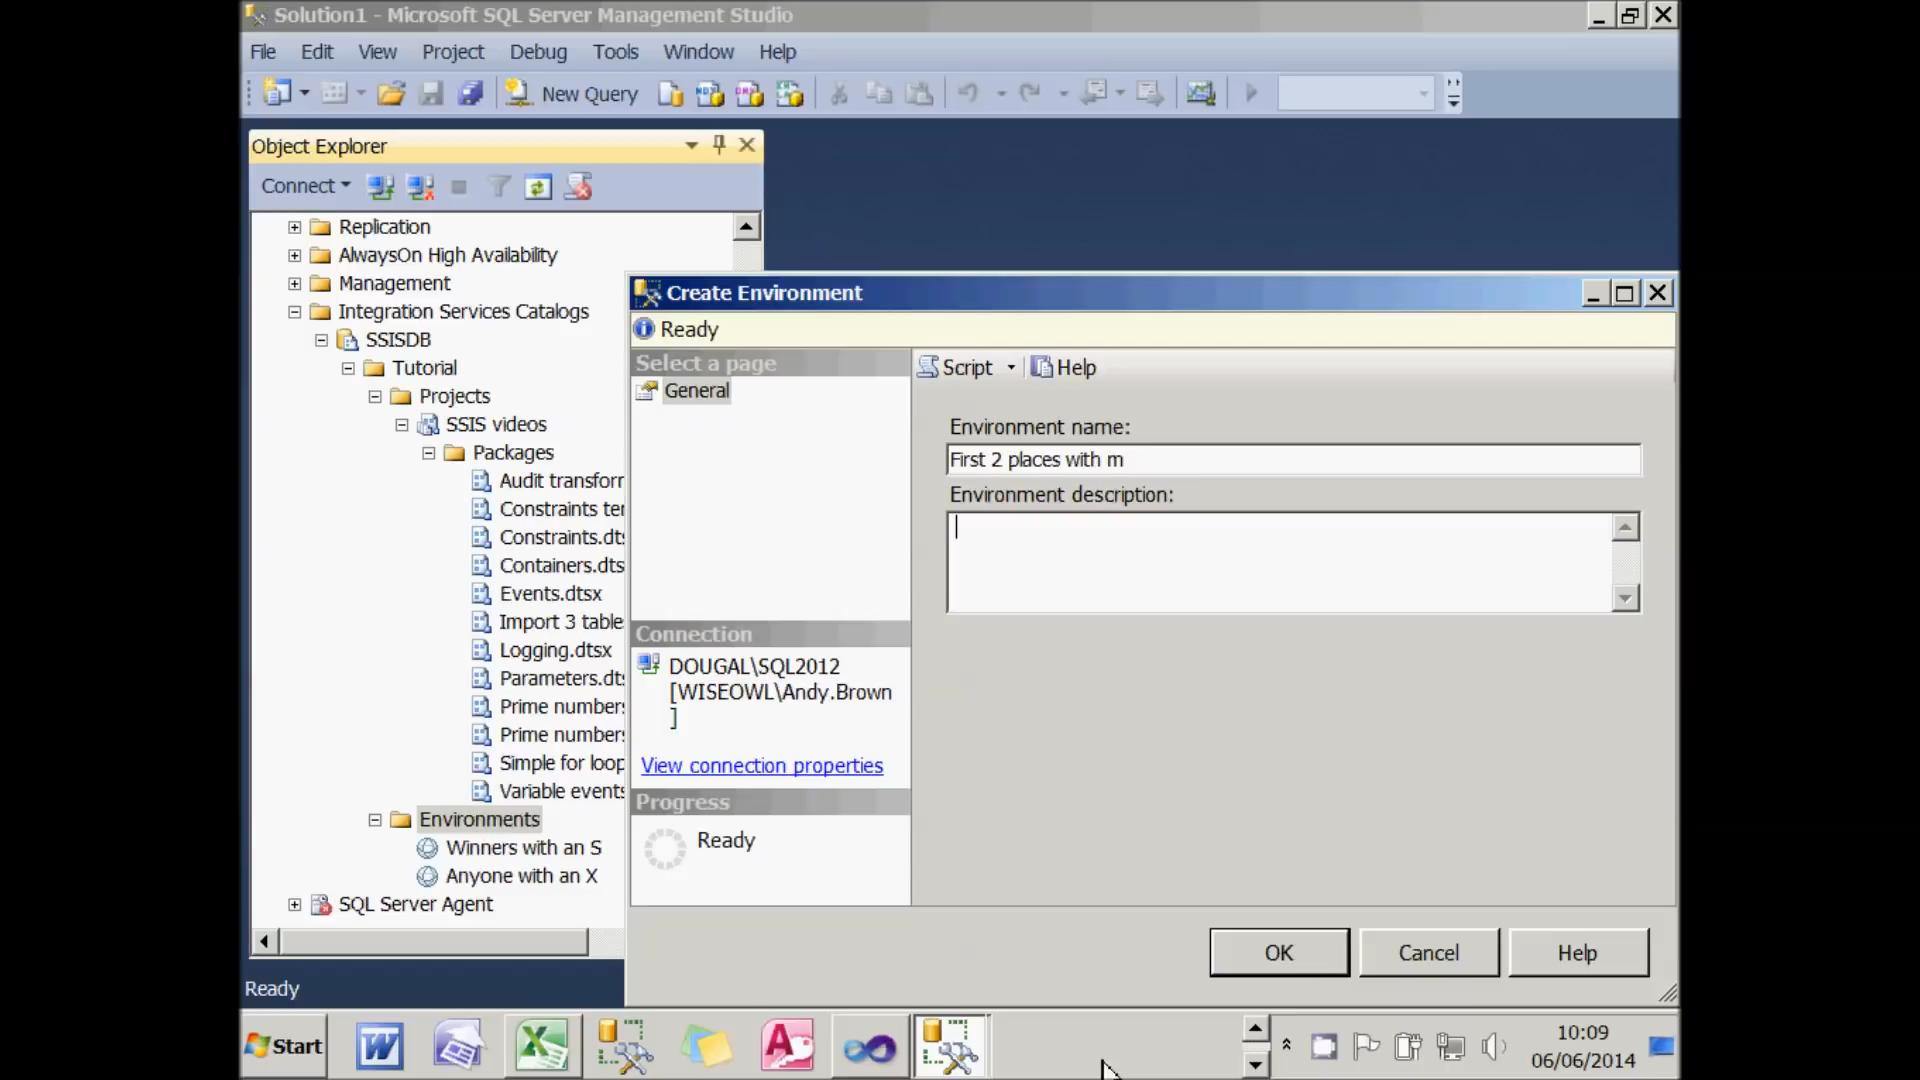 Solution1 - Microsoft SQL Server Management Studio
File Edit View Project Debug Tools Window Help
New Query
Object Explorer
Connect
Replication
AlwaysOn High Availability
Management
Integration Services Catalogs
SSISDB
Tutorial
Projects
SSIS videos
Packages
Audit transfor
Constraints te
Constraints.dt
Containers.dts
Events.dtsx
Import 3 table
Logging.dtsx
Parameters.dt
Prime number
Prime number
Simple for loop
Variable event
Environments
Winners with an S
Anyone with an X
SQL Server Agent
Ready
Create Environment
Ready
Select a page
General
Script Help
Environment name:
First 2 places with m
Environment description:
Connection
DOUGAL\SQL2012
[WISEOWL\Andy.Brown
]
View connection properties
Progress
Ready
OK Cancel Help
Start
10:09
06/06/2014